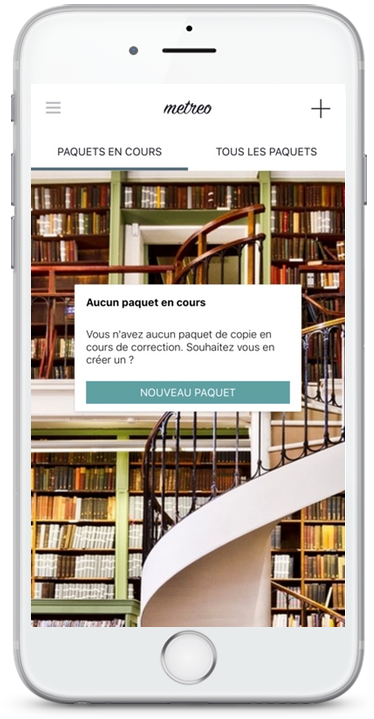 metreo
PAQUETS EN COURS
TOUS LES PAQUETS
Aucun paquet en cours
Vous n'avez aucun paquet de copie en
cours de correction. Souhaitez vous en
créer un ?
NOUVEAU PAQUET